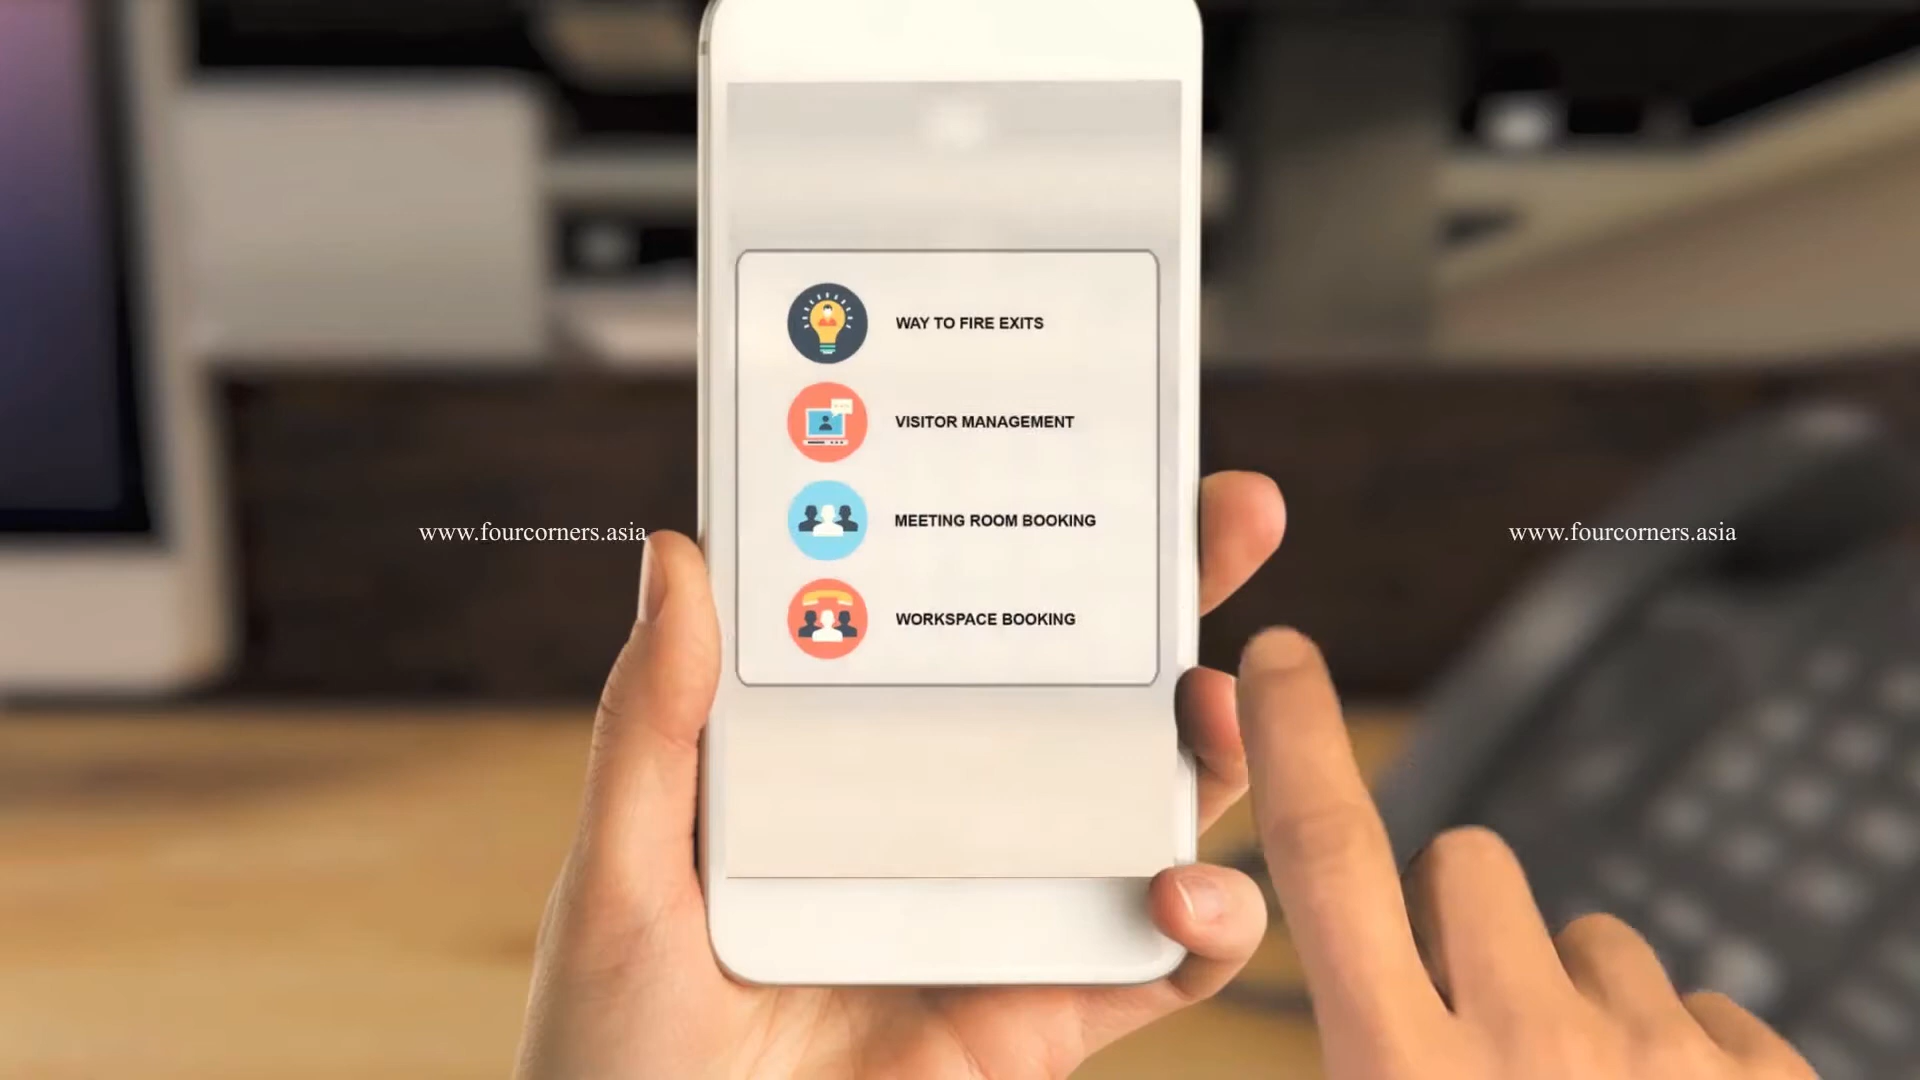 WAY TO FIRE EXITS
VISITOR MANAGEMENT
MEETING ROOM BOOKING
WORKSPACE BOOKING
www.fourcorners.asia
www.fourcorners.asia